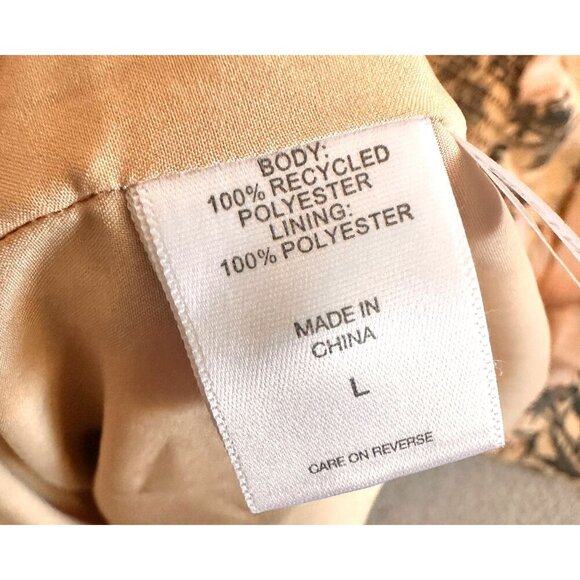 BODY:
100% RECYCLED
POLYESTER
LINING:
100% POLYESTER
MADE IN
CHINA
L
CARE ON REVERSE